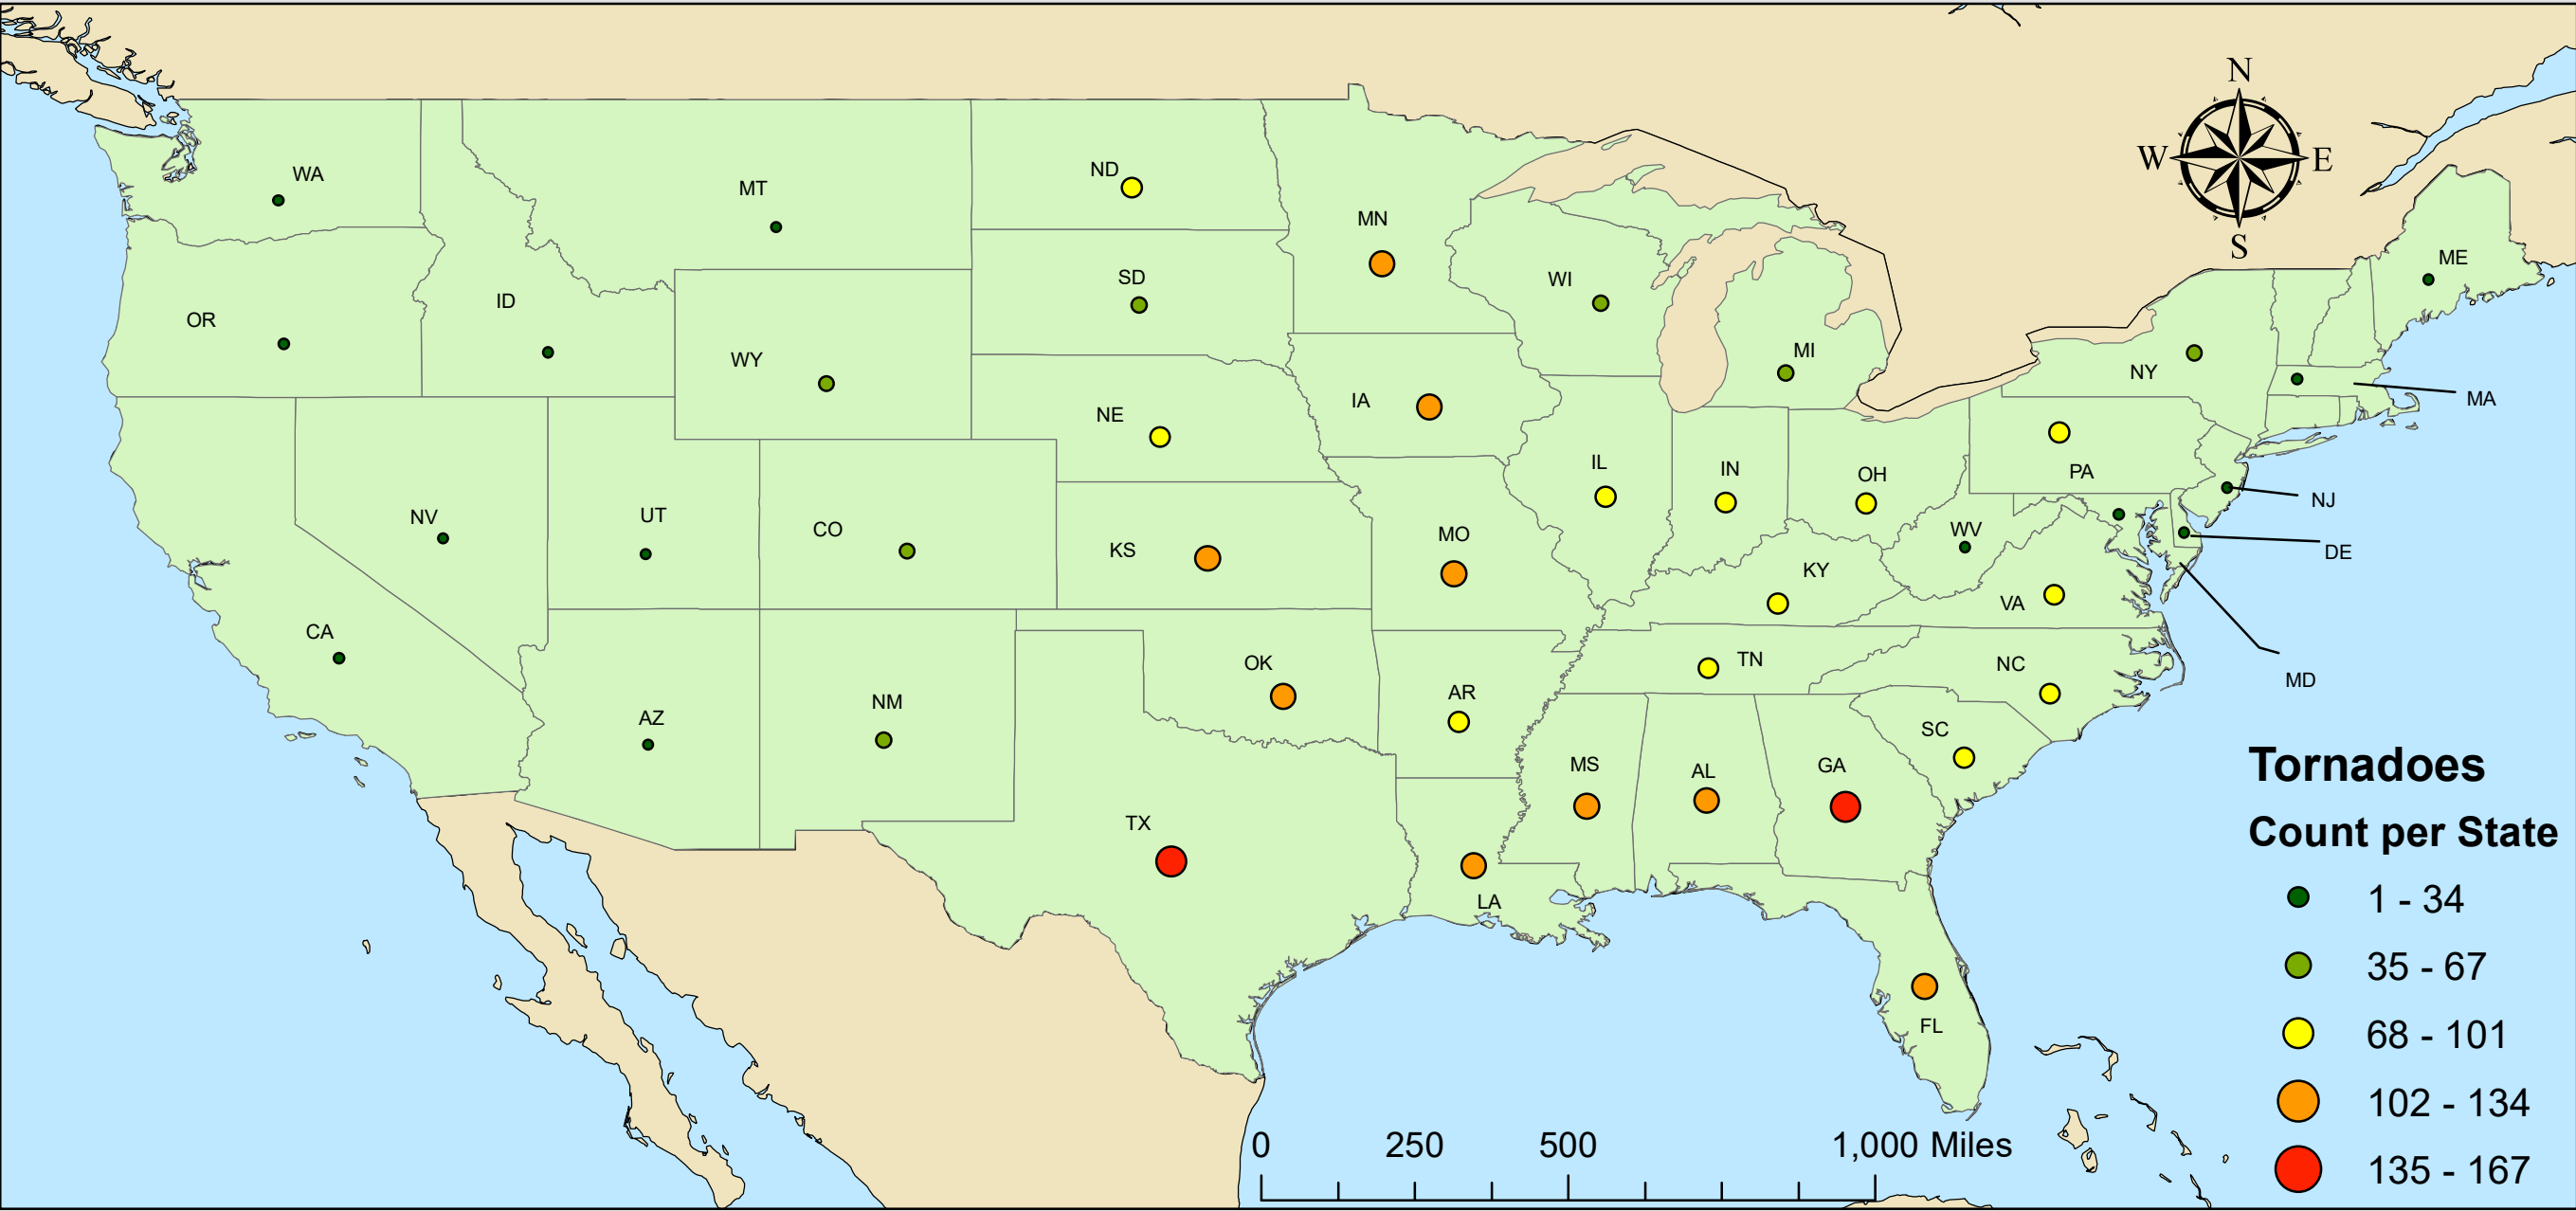 N
W E
S
WA
MT
ND
MN
ME
SD
WI
ID
OR
MI
WY
NY
MA
IA
NE
PA
IL
IN
OH
NJ
NV
UT
CO
KS
MO
WV
DE
KY
VA
CA
OK
TN
NC
MD
AR
NM
AZ
SC
MS
AL
GA
TX
LA
FL
Tornadoes
Count per State
1 - 34
35 - 67
68 - 101
102 - 134
135 - 167
0 250 500 1,000 Miles